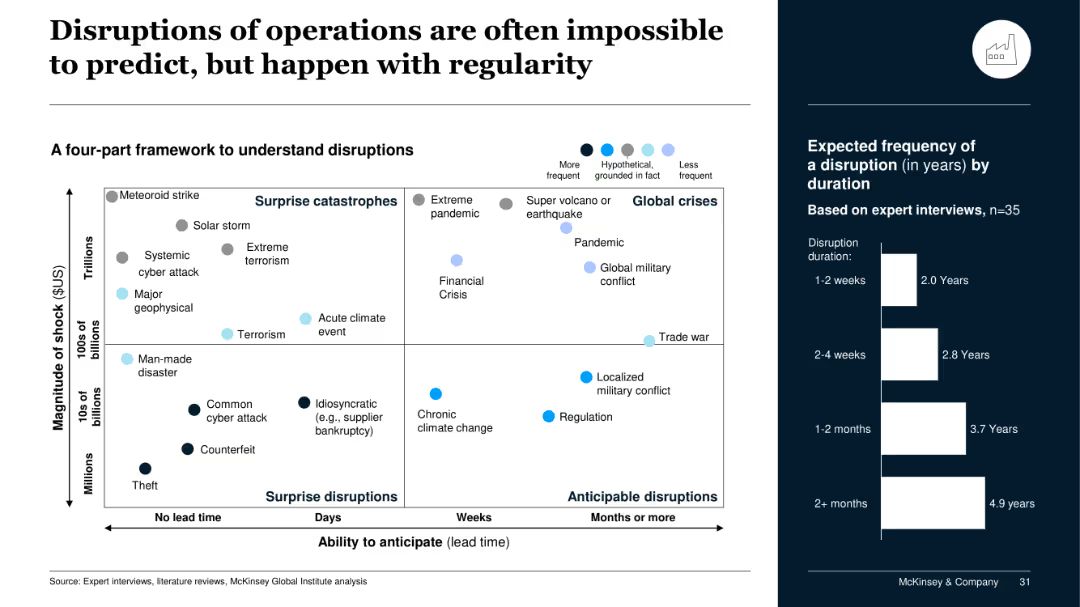 Disruptions of operations are often impossible
to predict, but happen with regularity
A four-part framework to understand disruptions
More
frequent
Hypothetical,
grounded in fact
Less
frequent
Magnitude of shock ($US)
Trillions
100s of
billions
10s of
billions
Millions
Surprise catastrophes
Meteoroid strike
Solar storm
Systemic
cyber attack
Extreme
terrorism
Major
geophysical
Terrorism
Acute climate
event
Global crises
Extreme
pandemic
Super volcano or
earthquake
Pandemic
Financial
Crisis
Global military
conflict
Trade war
Man-made
disaster
Common
cyber attack
Idiosyncratic
(e.g., supplier
bankruptcy)
Counterfeit
Theft
Surprise disruptions
Localized
military conflict
Chronic
climate change
Regulation
Anticipable disruptions
No lead time
Days
Weeks
Months or more
Ability to anticipate (lead time)
Source: Expert interviews, literature reviews, McKinsey Global Institute analysis
Expected frequency of
a disruption (in years) by
duration
Based on expert interviews, n=35
Disruption
duration:
1-2 weeks
2.0 Years
2-4 weeks
2.8 Years
1-2 months
3.7 Years
2+ months
4.9 years
McKinsey & Company 31